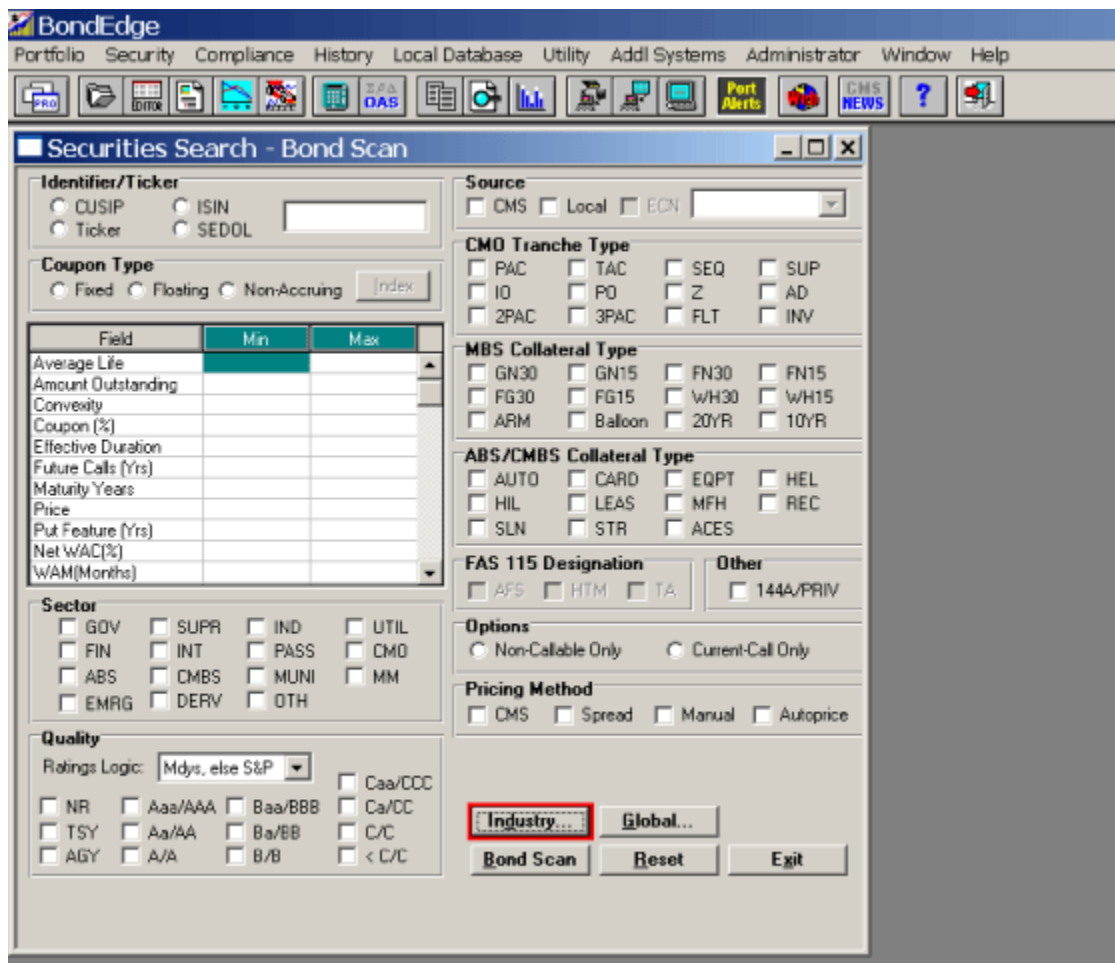 BondEdge
Portfolio Security Compliance History Local Database Utility Addl Systems Administrator Window Help
PRO EDITOR OAS Port Alerts CMS NEWS ?
Securities Search - Bond Scan
Identifier/Ticker
CUSIP ISIN
Ticker SEDOL
Coupon Type
Fixed Floating Non-Accruing Index
Field Min Max
Average Life
Amount Outstanding
Convexity
Coupon (%)
Effective Duration
Future Calls (Yrs)
Maturity Years
Price
Put Feature (Yrs)
Net WAC(%)
WAM(Months)
Sector
GOV SUPR IND UTIL
FIN INT PASS CMO
ABS CMBS MUNI MM
EMRG DERV OTH
Quality
Ratings Logic: Mdys, else S&P
Caa/CCC
NR Aaa/AAA Baa/BBB Ca/CC
TSY Aa/AA Ba/BB C/C
AGY A/A B/B < C/C
Source
CMS Local ECN
CMO Tranche Type
PAC TAC SEQ SUP
IO PO Z AD
2PAC 3PAC FLT INV
MBS Collateral Type
GN30 GN15 FN30 FN15
FG30 FG15 WH30 WH15
ARM Balloon 20YR 10YR
ABS/CMBS Collateral Type
AUTO CARD EQPT HEL
HIL LEAS MFH REC
SLN STR ACES
FAS 115 Designation
AFS HTM TA
Other
144A/PRIV
Options
Non-Callable Only Current-Call Only
Pricing Method
CMS Spread Manual Autoprice
Industry... Global...
Bond Scan Reset Exit